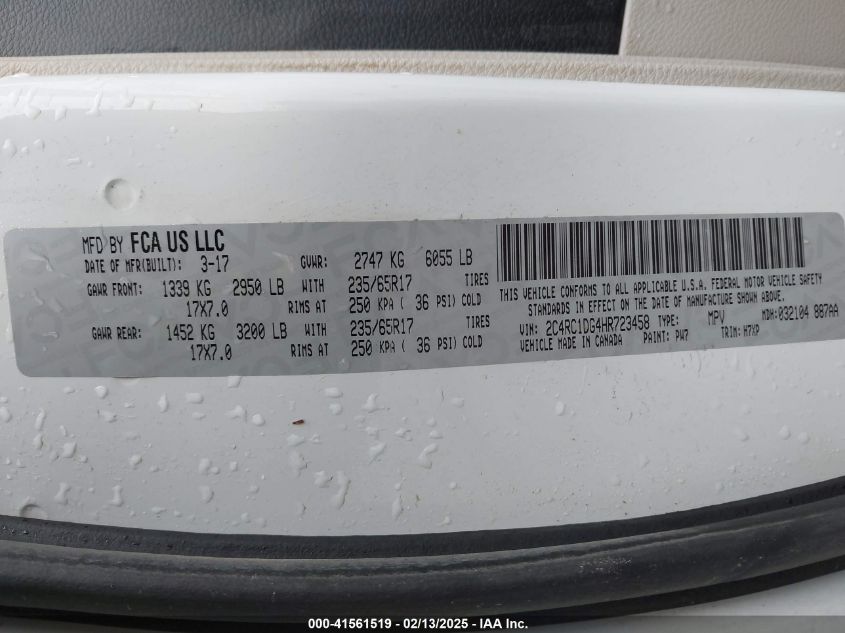 MFD BY FCA US LLC
DATE OF MFR(BUILT): 3-17 GVWR: 2747 KG 6055 LB
GAWR FRONT: 1339 KG 2950 LB WITH 235/65R17 TIRES
17X7.0 RIMS AT 250 KPA ( 36 PSI) COLD
GAWR REAR: 1452 KG 3200 LB WITH 235/65R17 TIRES
17X7.0 RIMS AT 250 KPA ( 36 PSI) COLD
THIS VEHICLE CONFORMS TO ALL APPLICABLE U.S.A. FEDERAL MOTOR VEHICLE SAFETY
STANDARDS IN EFFECT ON THE DATE OF MANUFACTURE SHOWN ABOVE.
VIN: 2C4RC1DG4HR723458 TYPE: MPV MDH:032104 887AA
VEHICLE MADE IN CANADA PAINT: PW7 TRIM: H7XP
000-41561519 | 02/13/2025 - IAA Inc.